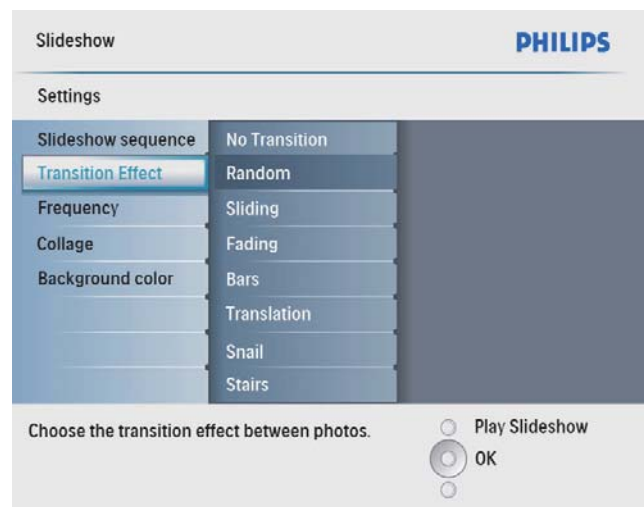 Slideshow
PHILIPS
Settings
Slideshow sequence
Transition Effect
Frequency
Collage
Background color
No Transition
Random
Sliding
Fading
Bars
Translation
Snail
Stairs
Choose the transition effect between photos.
Play Slideshow
OK